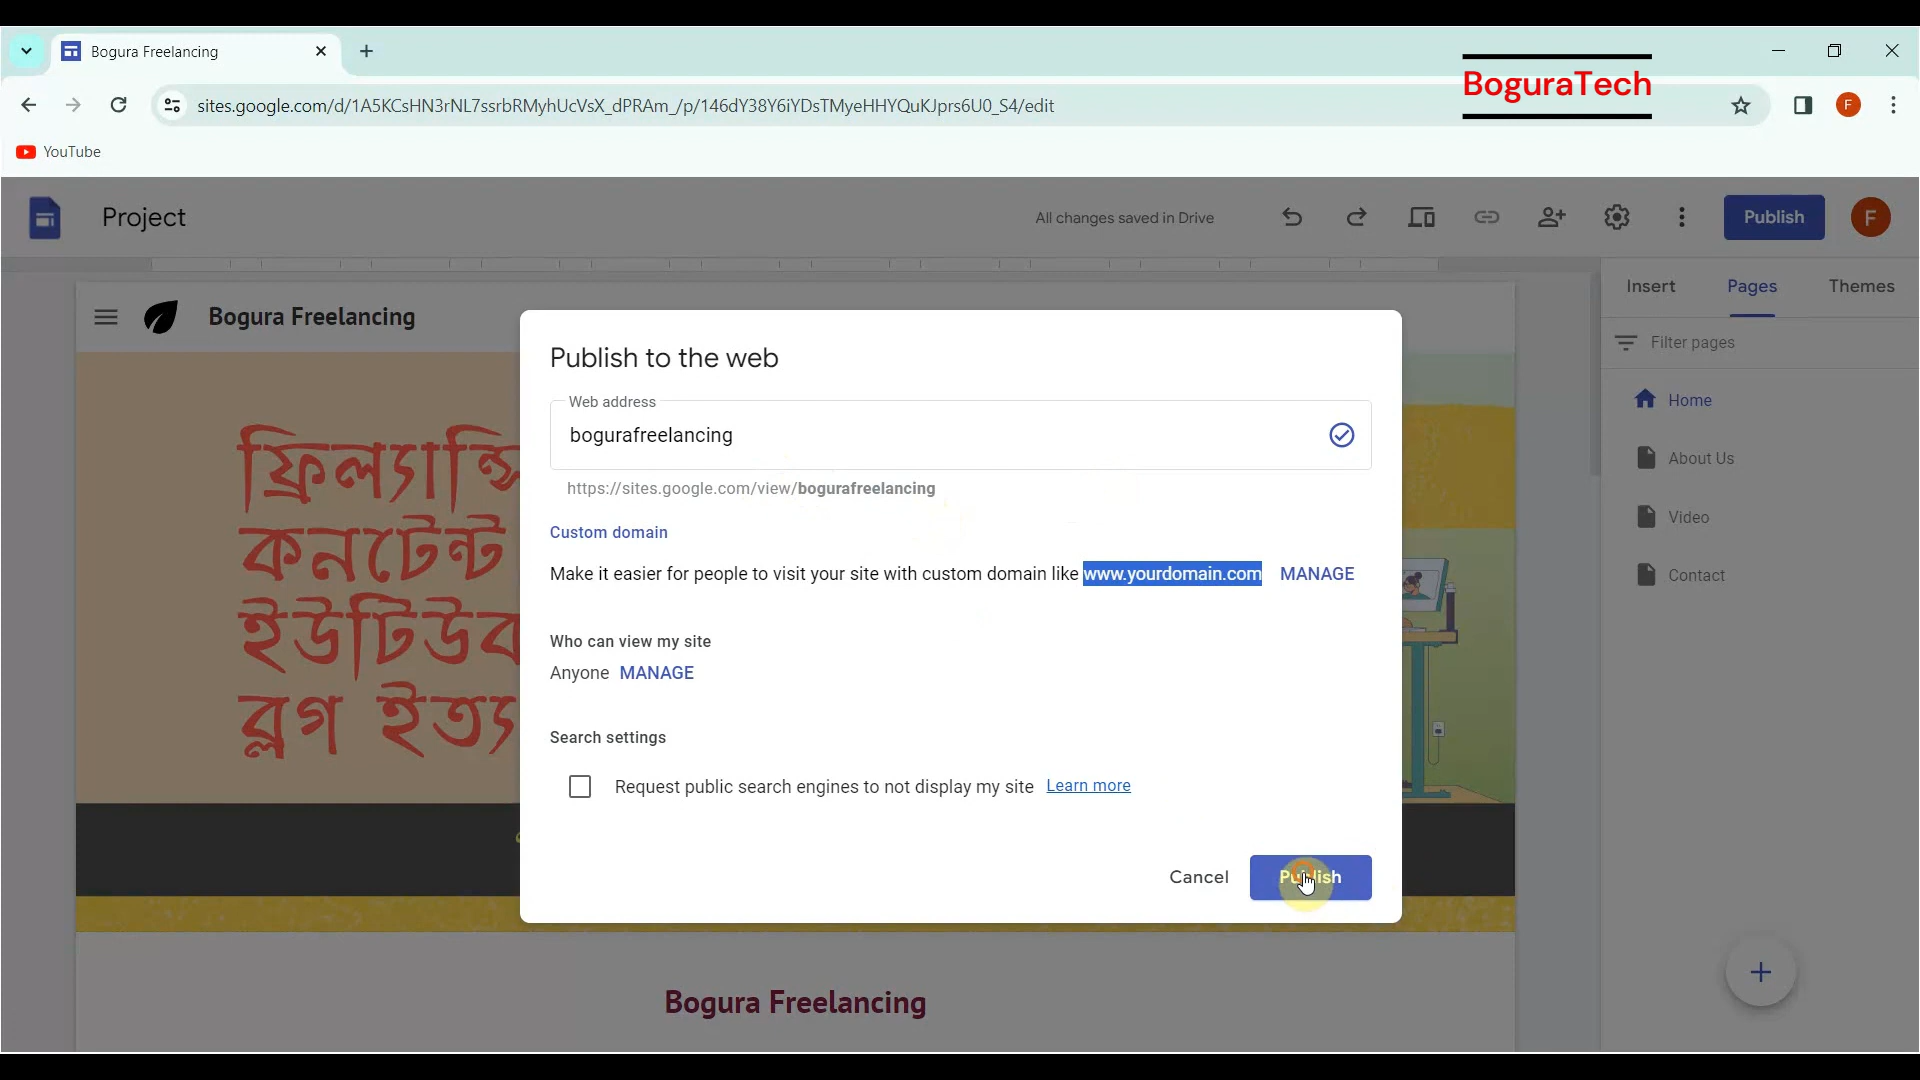 Bogura Freelancing
BoguraTech
sites.google.com/d/1A5KCsHN3rNL7ssrbRMyhUcVsX_dPRAm_/p/146dY38Y6iYDsTMyeHHYQuKJprs6U0_S4/edit
F
YouTube
Project
All changes saved in Drive
Publish
F
Insert
Pages
Themes
Bogura Freelancing
Filter pages
Home
About Us
Video
Contact
ফ্রিল্যান্সি
কনটেন্ট
ইউটিউব
ব্লগ ইত্য
Publish to the web
Web address
bogurafreelancing
https://sites.google.com/view/bogurafreelancing
Custom domain
Make it easier for people to visit your site with custom domain like www.yourdomain.com MANAGE
Who can view my site
Anyone MANAGE
Search settings
Request public search engines to not display my site Learn more
Cancel
Publish
Bogura Freelancing